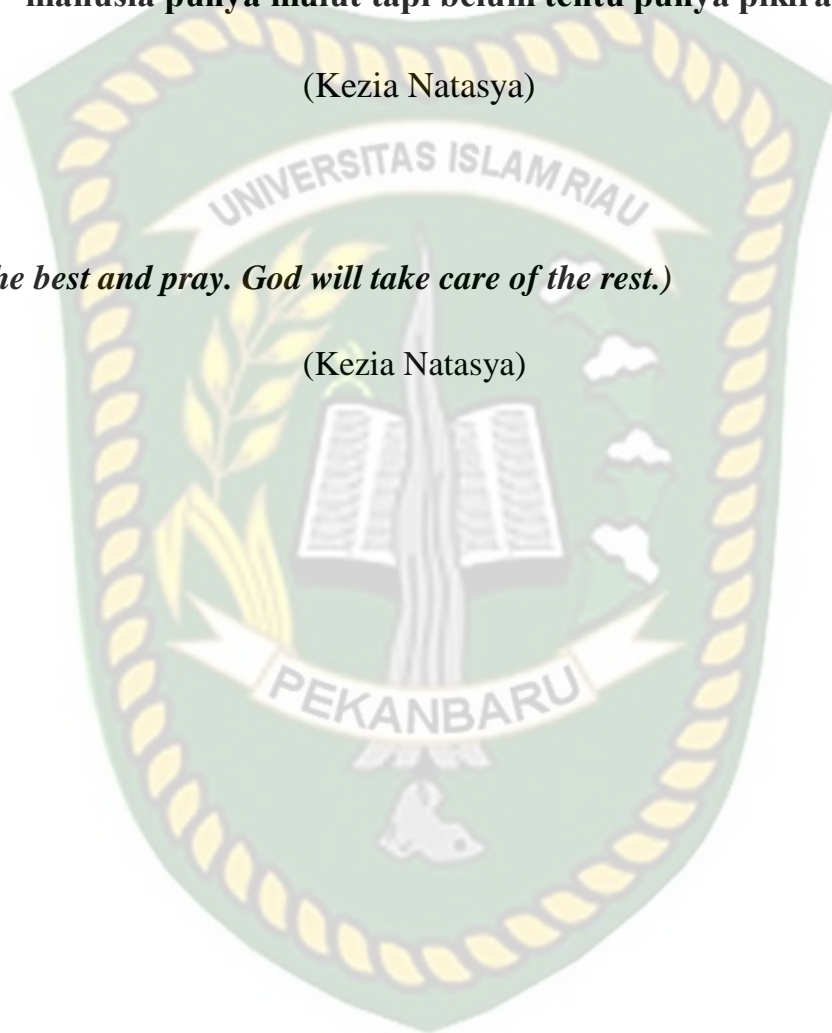 manusia punya mulut tapi belum tentu punya pikira
(Kezia Natasya)
UNIVERSITAS ISLAM RIAU
he best and pray. God will take care of the rest.)
(Kezia Natasya)
PEKANBARU